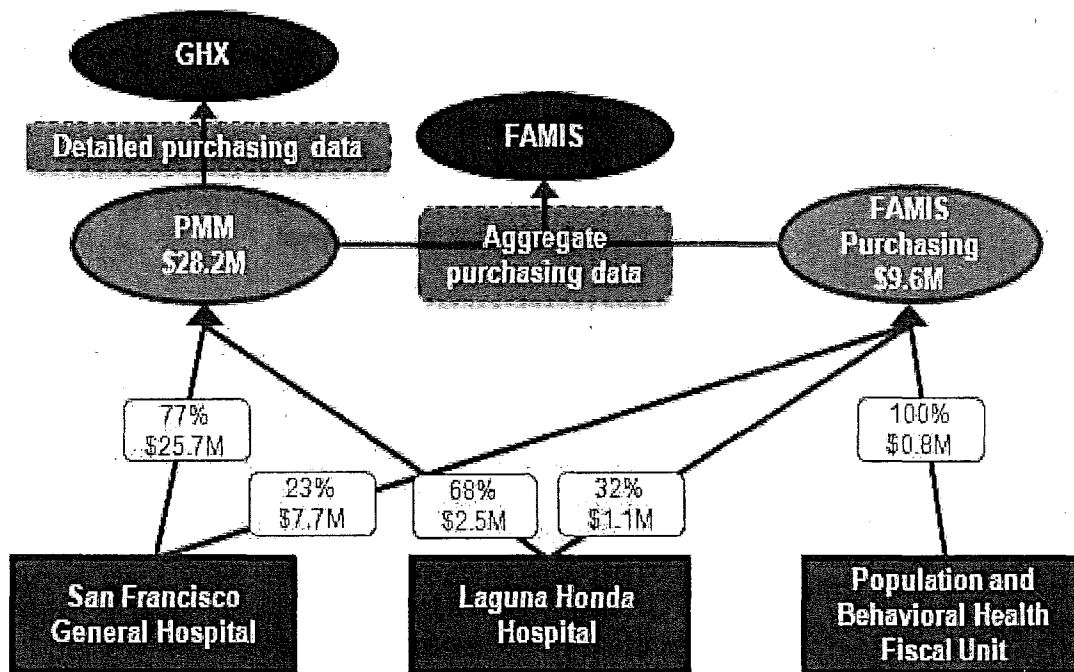 GHX
Detailed purchasing data
FAMIS
PMM
$28.2M
Aggregate
purchasing data
FAMIS
Purchasing
$9.6M
77%
$25.7M
23%
$7.7M
68%
$2.5M
32%
$1.1M
100%
$0.8M
San Francisco
General Hospital
Laguna Honda
Hospital
Population and
Behavioral Health
Fiscal Unit